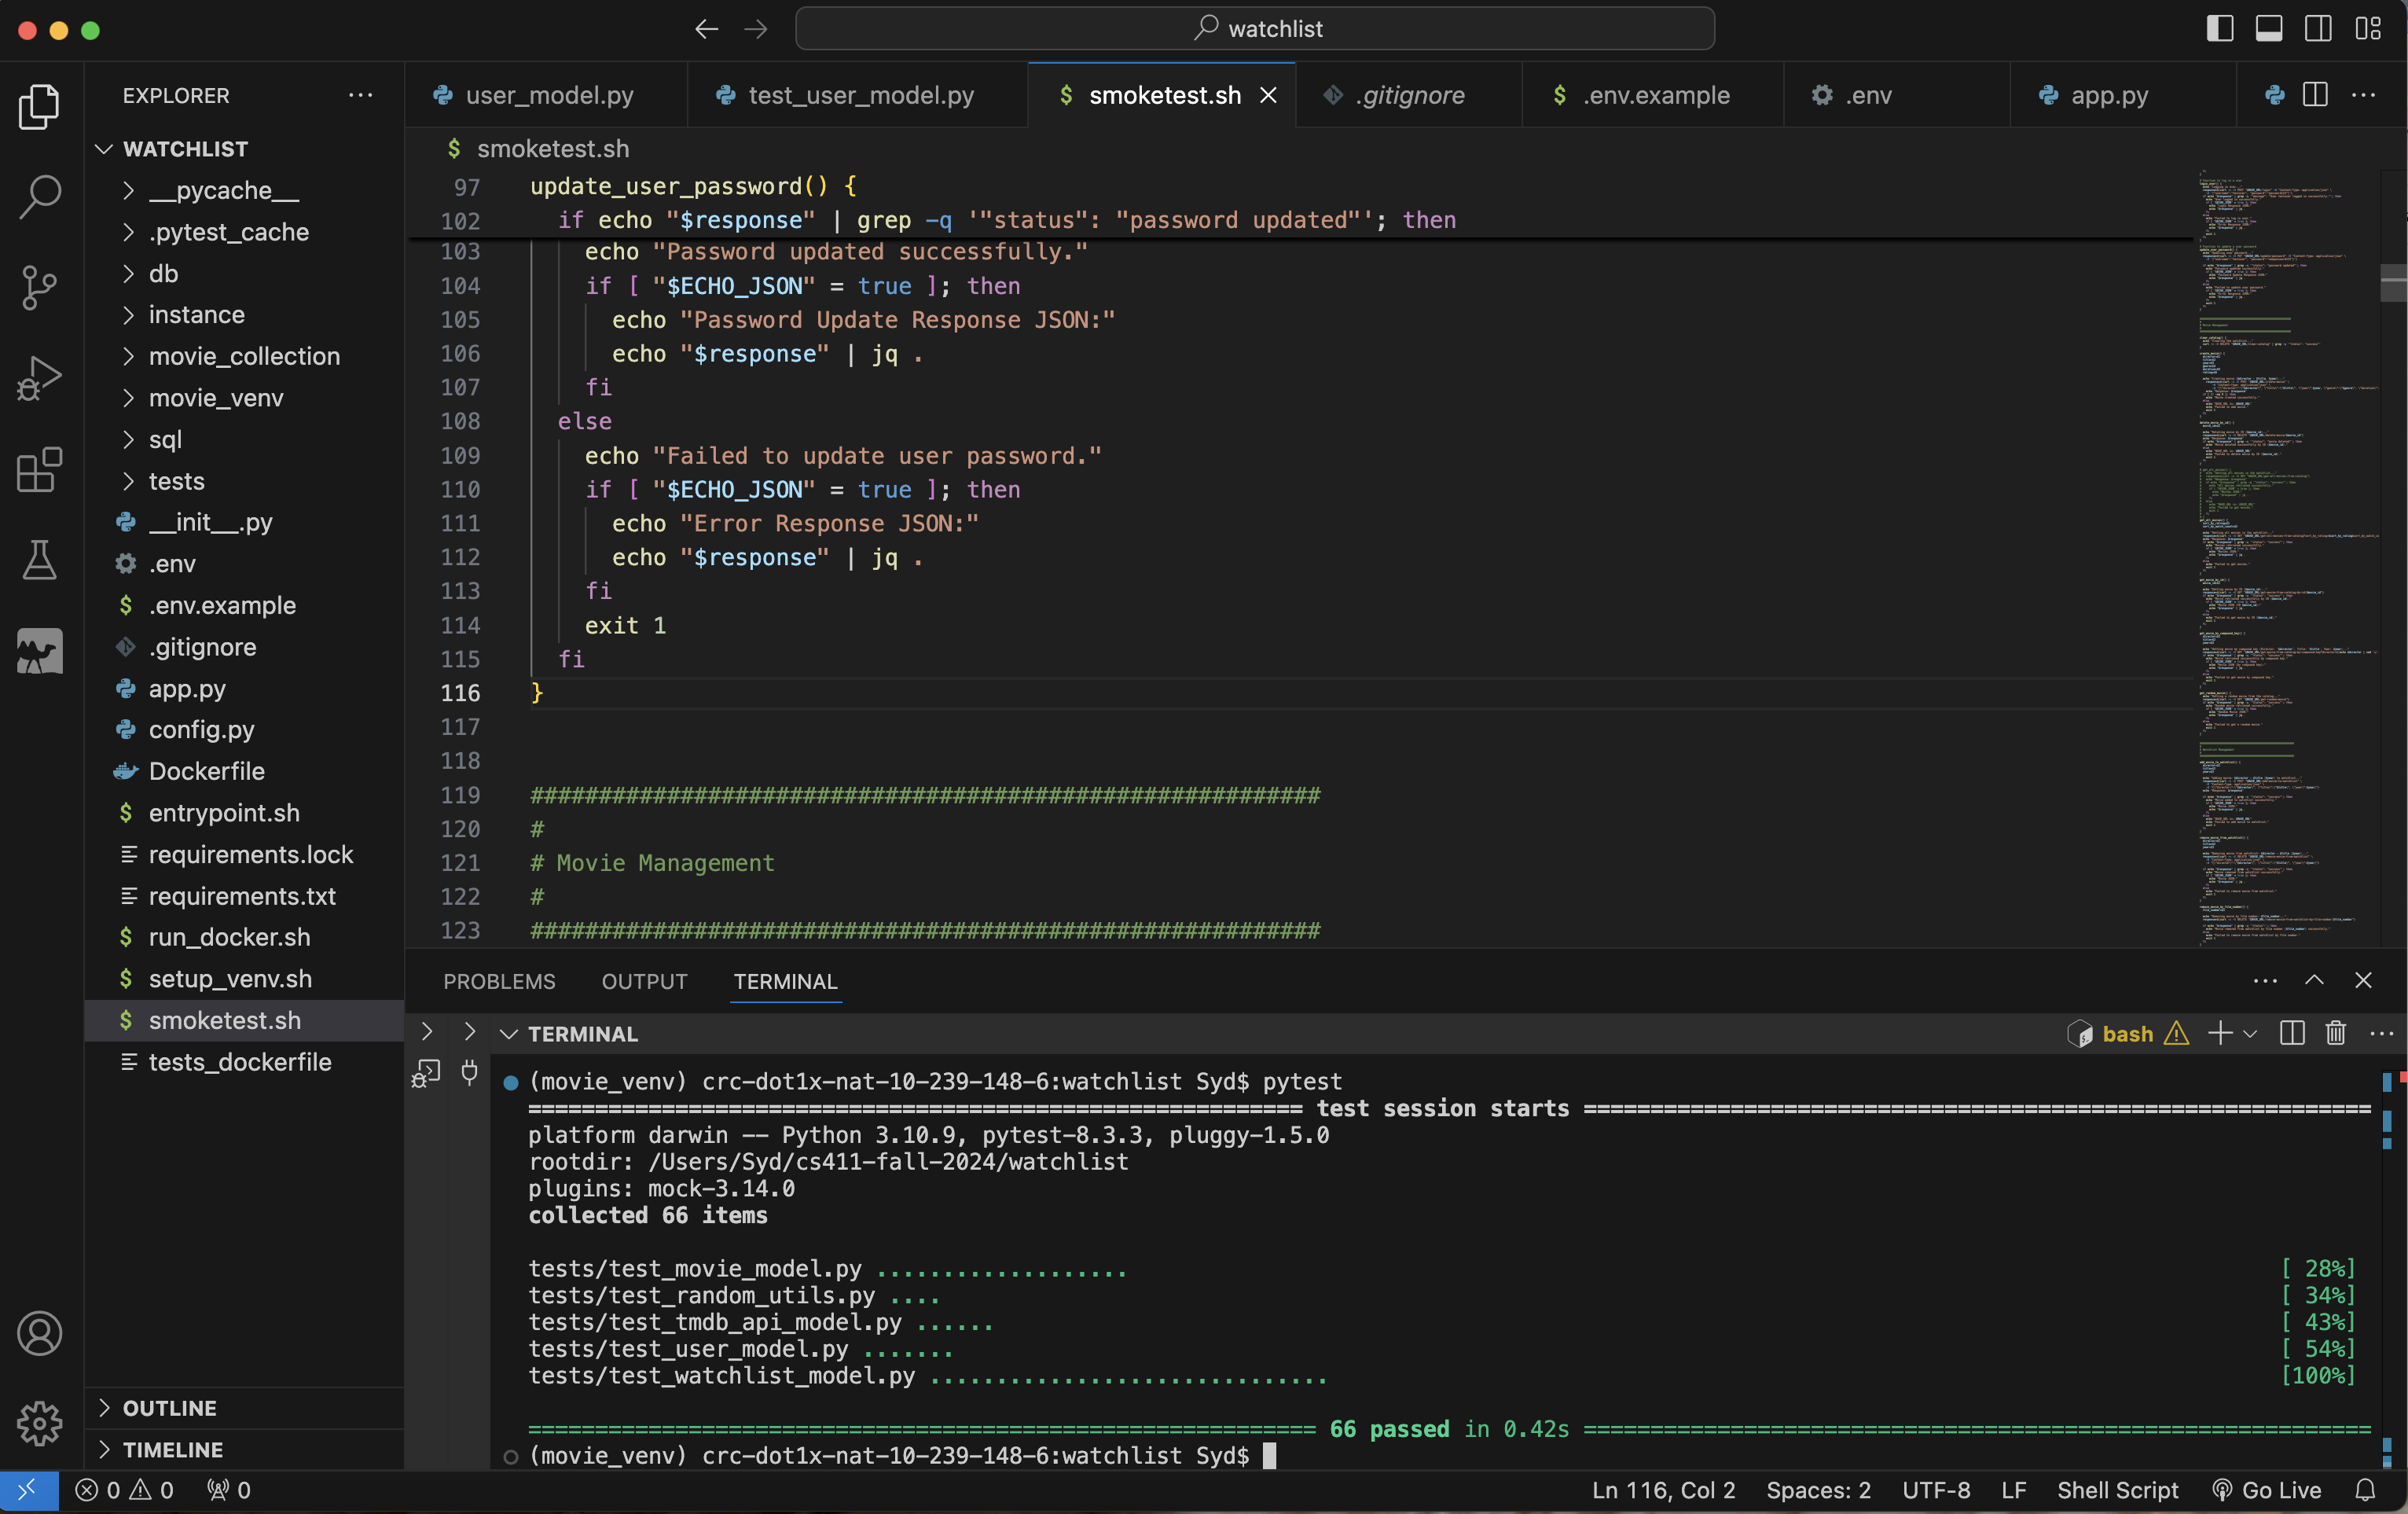 watchlist
EXPLORER
user_model.py
test_user_model.py
$ smoketest.sh
.gitignore
$ .env.example
.env
app.py
WATCHLIST
__pycache__
.pytest_cache
db
instance
movie_collection
movie_venv
sql
tests
__init__.py
.env
$ .env.example
.gitignore
app.py
config.py
Dockerfile
$ entrypoint.sh
requirements.lock
requirements.txt
$ run_docker.sh
$ setup_venv.sh
$ smoketest.sh
tests_dockerfile
OUTLINE
TIMELINE
$ smoketest.sh
97 update_user_password() {
102 if echo "$response" | grep -q '"status": "password updated"'; then
103 echo "Password updated successfully."
104 if [ "$ECHO_JSON" = true ]; then
105 echo "Password Update Response JSON:"
106 echo "$response" | jq .
107 fi
108 else
109 echo "Failed to update user password."
110 if [ "$ECHO_JSON" = true ]; then
111 echo "Error Response JSON:"
112 echo "$response" | jq .
113 fi
114 exit 1
115 fi
116 }
117
118
119 ##########################################################
120 #
121 # Movie Management
122 #
123 ##########################################################
PROBLEMS OUTPUT TERMINAL
TERMINAL
bash
(movie_venv) crc-dot1x-nat-10-239-148-6:watchlist Syd$ pytest
========================================================== test session starts ===========================================================
platform darwin -- Python 3.10.9, pytest-8.3.3, pluggy-1.5.0
rootdir: /Users/Syd/cs411-fall-2024/watchlist
plugins: mock-3.14.0
collected 66 items
tests/test_movie_model.py ................... [ 28%]
tests/test_random_utils.py .... [ 34%]
tests/test_tmdb_api_model.py ...... [ 43%]
tests/test_user_model.py ....... [ 54%]
tests/test_watchlist_model.py .............................. [100%]
=========================================================== 66 passed in 0.42s ===========================================================
(movie_venv) crc-dot1x-nat-10-239-148-6:watchlist Syd$
0 0 0
Ln 116, Col 2 Spaces: 2 UTF-8 LF Shell Script Go Live